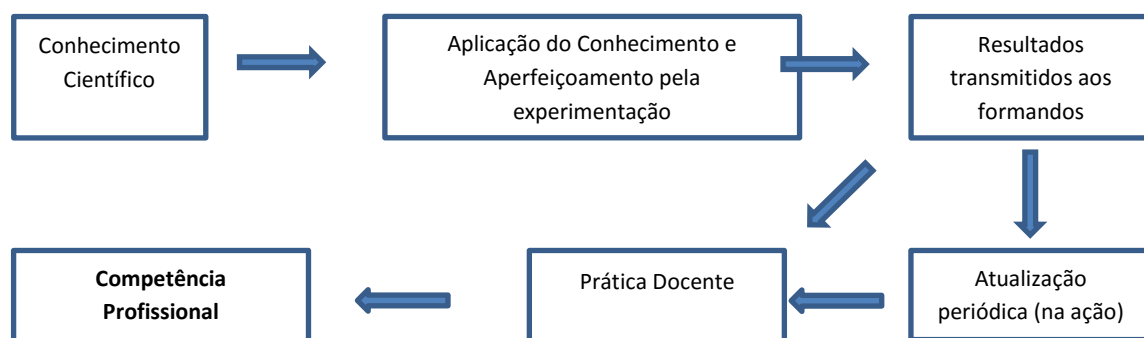 Conhecimento
Científico
Aplicação do Conhecimento e
Aperfeiçoamento pela
experimentação
Resultados
transmitidos aos
formandos
Competência
Profissional
Prática Docente
Atualização
periódica (na ação)